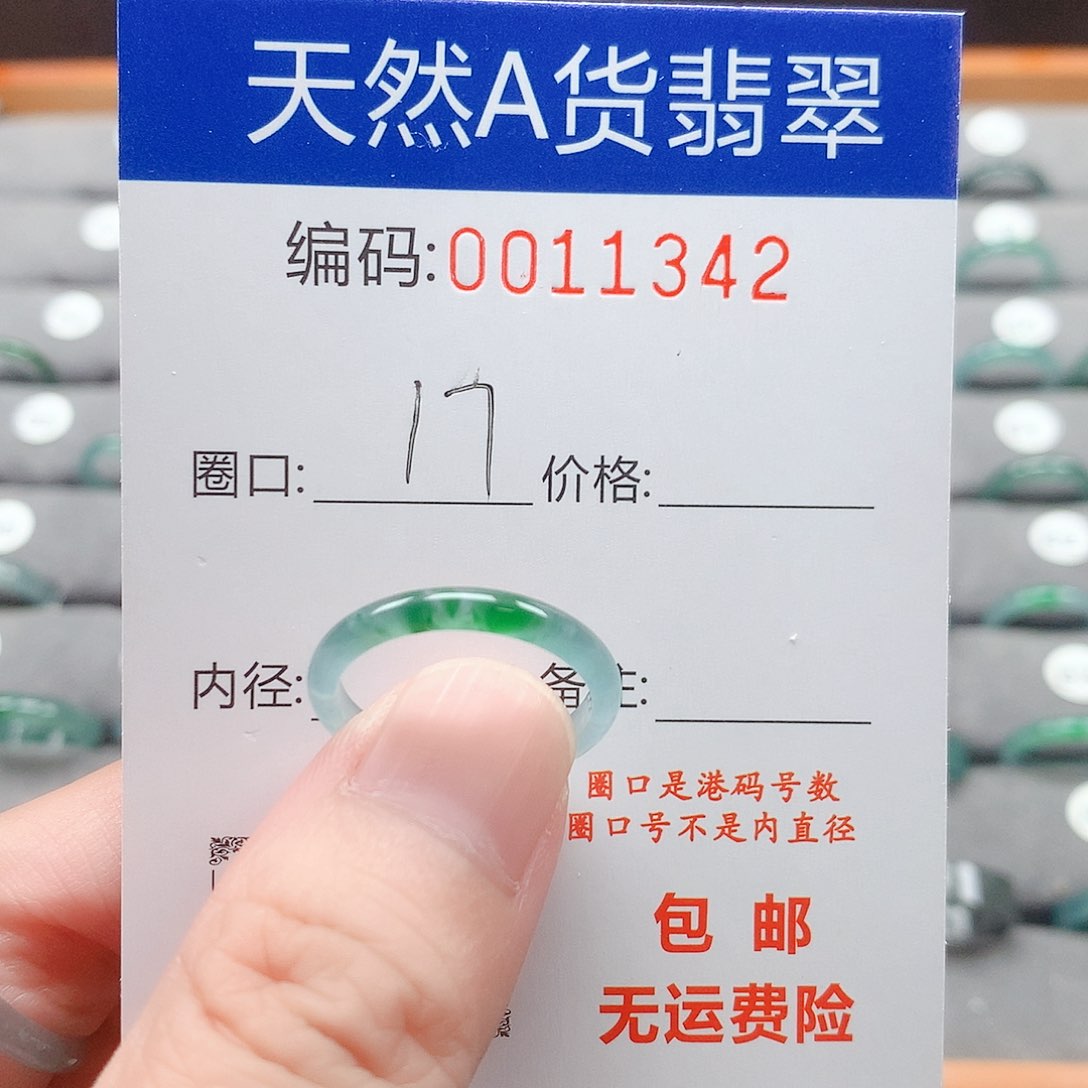 天然A货翡翠
编码:0011342
圈口: 17 价格:
内径: 备注:
圈口是港码号数
圈口号不是内直径
包邮
无运费险